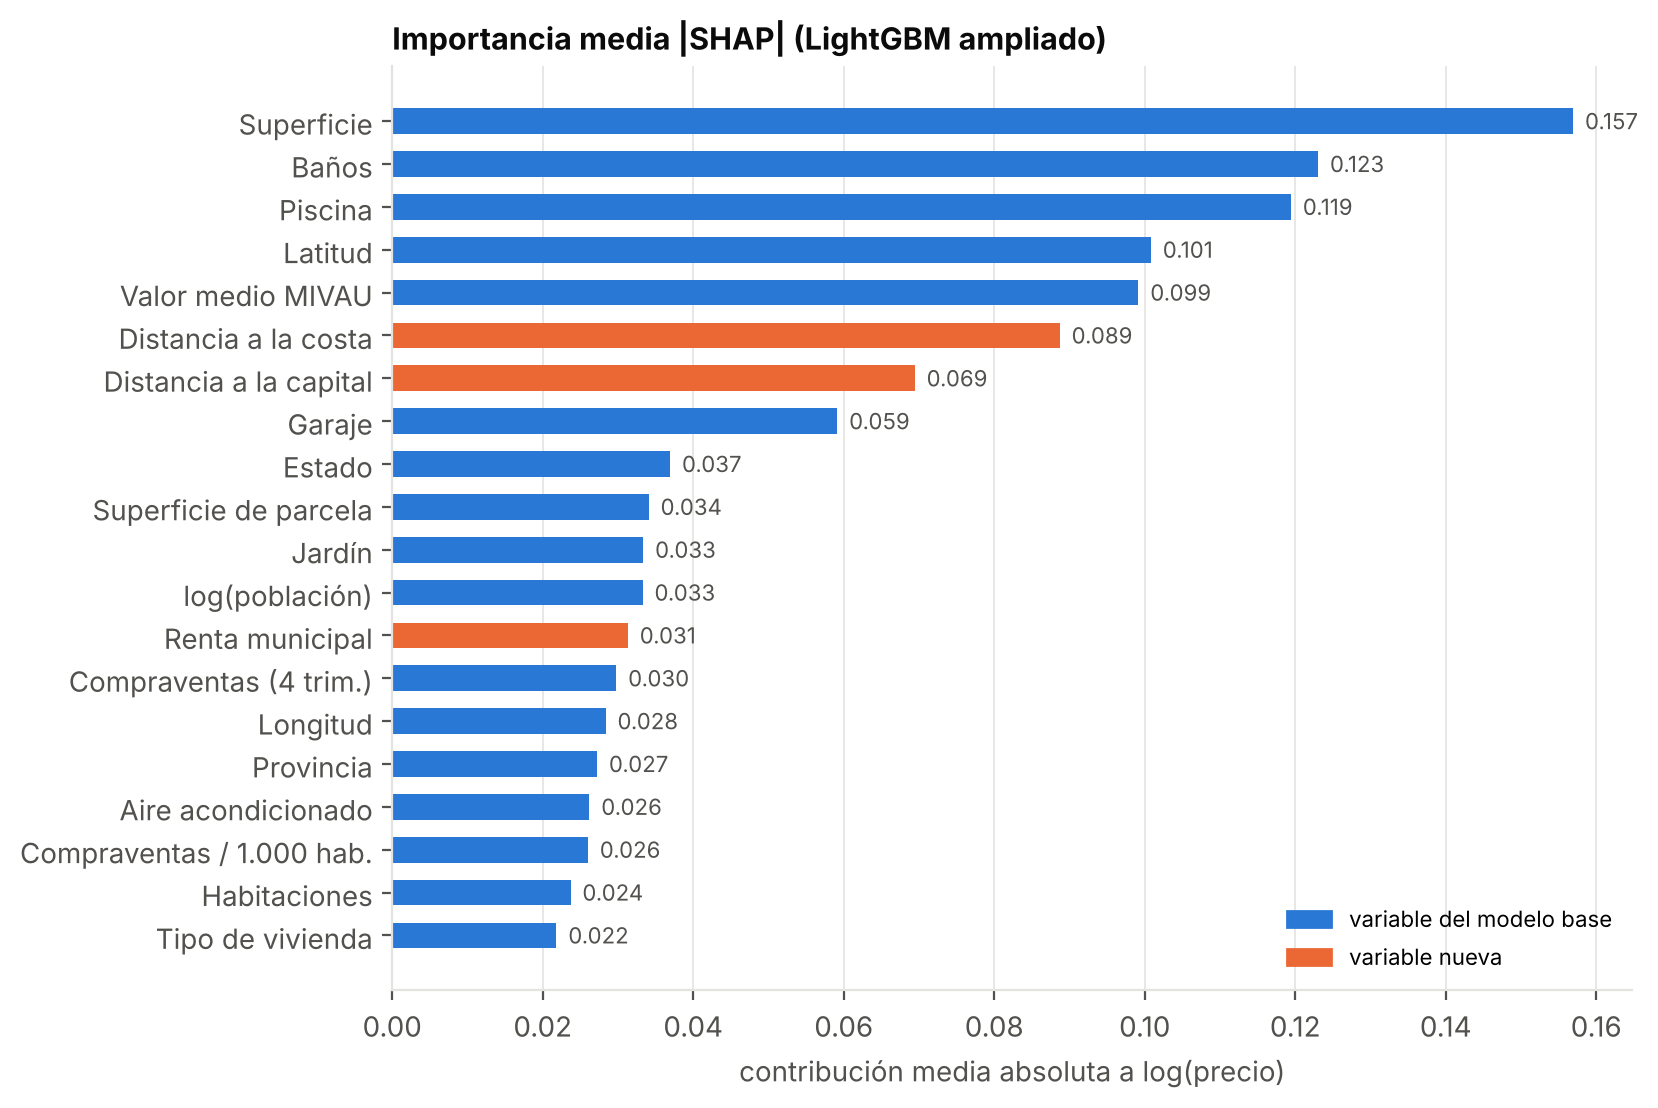 Importancia media |SHAP| (LightGBM ampliado)
Superficie 0.157
Baños 0.123
Piscina 0.119
Latitud 0.101
Valor medio MIVAU 0.099
Distancia a la costa 0.089
Distancia a la capital 0.069
Garaje 0.059
Estado 0.037
Superficie de parcela 0.034
Jardín 0.033
log(población) 0.033
Renta municipal 0.031
Compraventas (4 trim.) 0.030
Longitud 0.028
Provincia 0.027
Aire acondicionado 0.026
Compraventas / 1.000 hab. 0.026
Habitaciones 0.024
Tipo de vivienda 0.022
variable del modelo base
variable nueva
0.00 0.02 0.04 0.06 0.08 0.10 0.12 0.14 0.16
contribución media absoluta a log(precio)